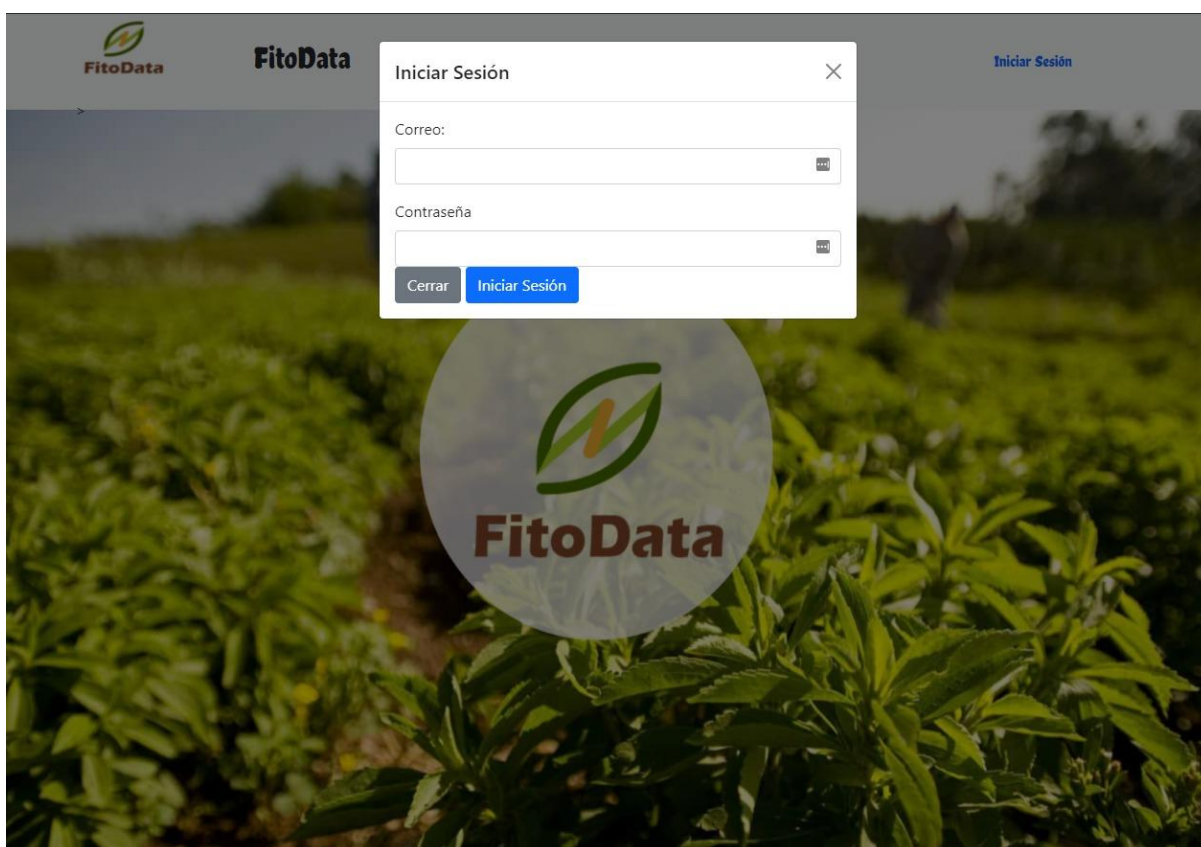 FitoData
FitoData
Iniciar Sesión
Iniciar Sesión
>
Correo:
Contraseña
Cerrar
Iniciar Sesión
FitoData